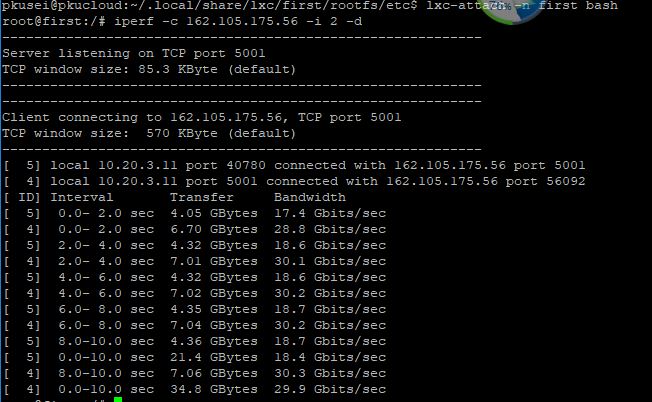 pkusei@pkucloud:~/.local/share/lxc/first/rootfs/etc$ lxc-attach -n first bash
root@first:/# iperf -c 162.105.175.56 -i 2 -d
------------------------------------------------------------
Server listening on TCP port 5001
TCP window size: 85.3 KByte (default)
------------------------------------------------------------
------------------------------------------------------------
Client connecting to 162.105.175.56, TCP port 5001
TCP window size:  570 KByte (default)
------------------------------------------------------------
[  5] local 10.20.3.11 port 40780 connected with 162.105.175.56 port 5001
[  4] local 10.20.3.11 port 5001 connected with 162.105.175.56 port 56092
[ ID] Interval       Transfer     Bandwidth
[  5]  0.0- 2.0 sec  4.05 GBytes  17.4 Gbits/sec
[  4]  0.0- 2.0 sec  6.70 GBytes  28.8 Gbits/sec
[  5]  2.0- 4.0 sec  4.32 GBytes  18.6 Gbits/sec
[  4]  2.0- 4.0 sec  7.01 GBytes  30.1 Gbits/sec
[  5]  4.0- 6.0 sec  4.32 GBytes  18.6 Gbits/sec
[  4]  4.0- 6.0 sec  7.02 GBytes  30.2 Gbits/sec
[  5]  6.0- 8.0 sec  4.35 GBytes  18.7 Gbits/sec
[  4]  6.0- 8.0 sec  7.04 GBytes  30.2 Gbits/sec
[  5]  8.0-10.0 sec  4.36 GBytes  18.7 Gbits/sec
[  5]  0.0-10.0 sec  21.4 GBytes  18.4 Gbits/sec
[  4]  8.0-10.0 sec  7.06 GBytes  30.3 Gbits/sec
[  4]  0.0-10.0 sec  34.8 GBytes  29.9 Gbits/sec